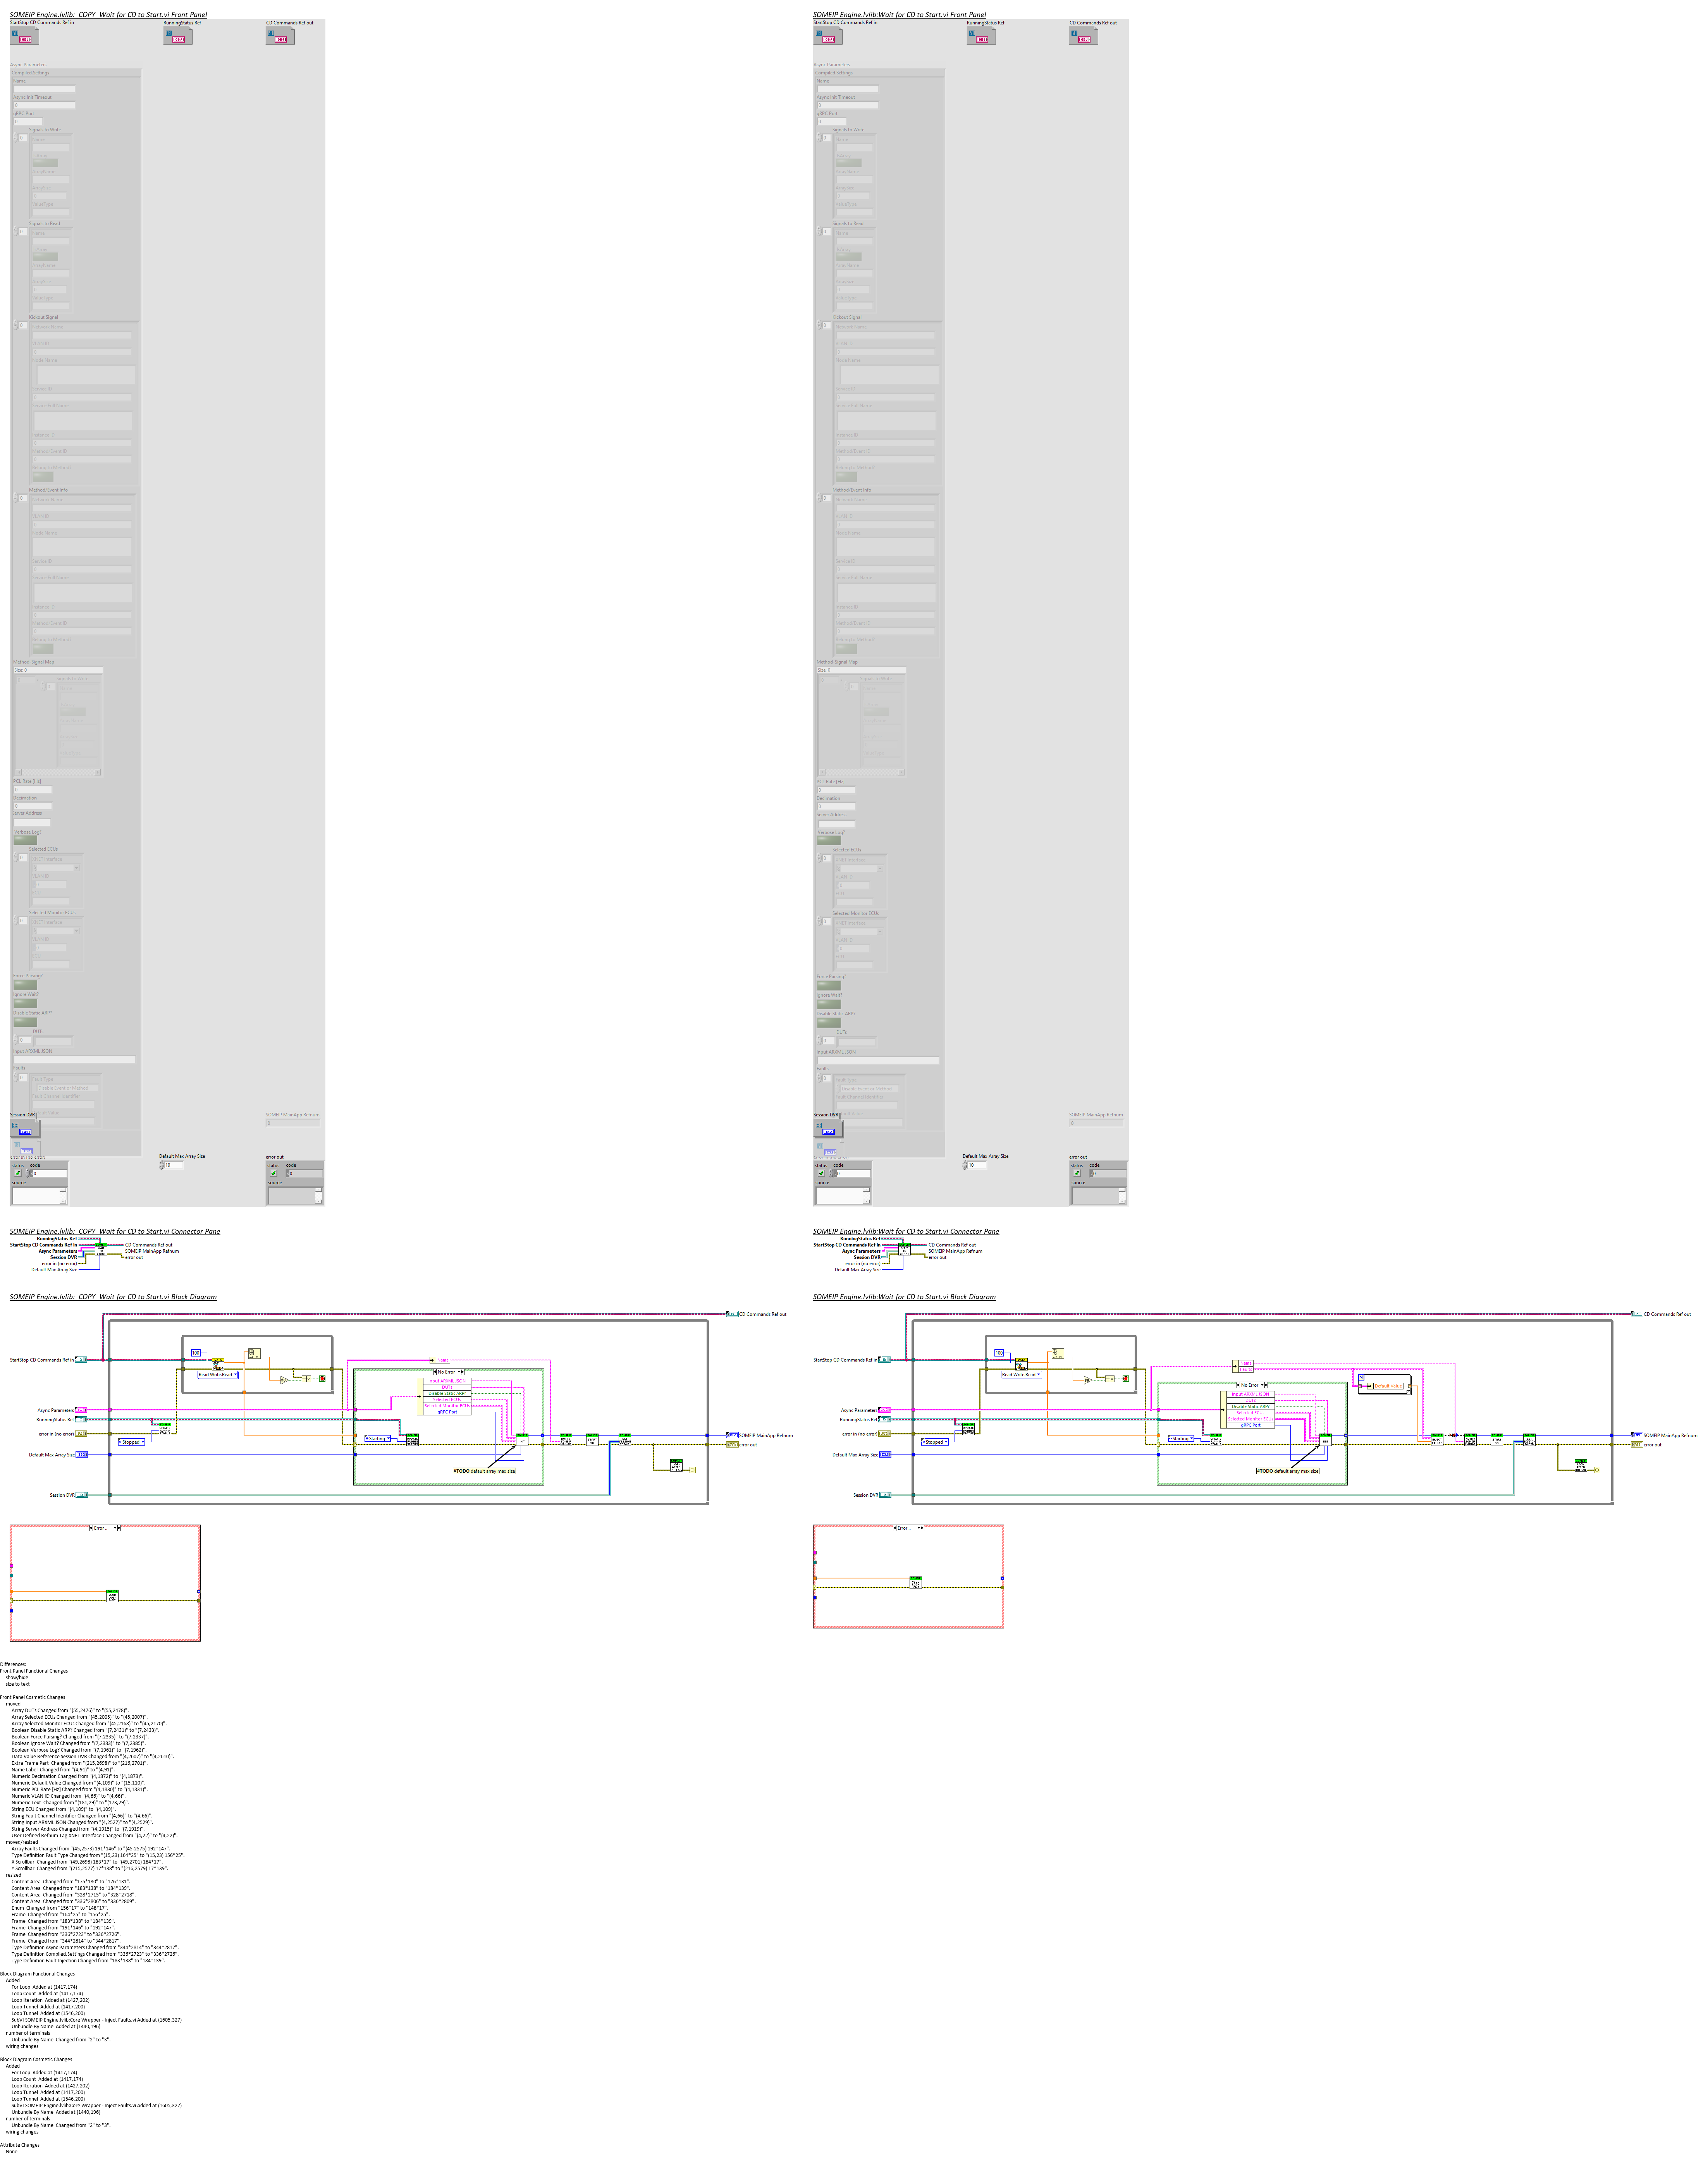 SOMEIP Engine.lvlib: COPY Wait for CD to Start.vi Front Panel
StartStop CD Commands Ref in
RunningStatus Ref
CD Commands Ref out
Async Parameters
Compiled.Settings
Name
Async Init Timeout
gRPC Port
Signals to Write
Signals to Read
Kickout Signal
Method/Event Info
Method-Signal Map
Size: 0
PCL Rate [Hz]
Decimation
Server Address
Verbose Log?
Selected ECUs
Selected Monitor ECUs
Force Parsing?
Ignore Wait?
Disable Static ARP?
DUTs
Input ARXML JSON
Faults
Session DVR
SOMEIP MainApp Refnum
Default Max Array Size
10
error out
status code
source
status code
source
SOMEIP Engine.lvlib:Wait for CD to Start.vi Front Panel
StartStop CD Commands Ref in
RunningStatus Ref
CD Commands Ref out
Async Parameters
Compiled.Settings
Name
Async Init Timeout
gRPC Port
Signals to Write
Signals to Read
Kickout Signal
Method/Event Info
Method-Signal Map
Size: 0
PCL Rate [Hz]
Decimation
Server Address
Verbose Log?
Selected ECUs
Selected Monitor ECUs
Force Parsing?
Ignore Wait?
Disable Static ARP?
DUTs
Input ARXML JSON
Faults
Session DVR
SOMEIP MainApp Refnum
Default Max Array Size
10
error out
status code
source
status code
source
SOMEIP Engine.lvlib: COPY Wait for CD to Start.vi Connector Pane
RunningStatus Ref
StartStop CD Commands Ref in
Async Parameters
Session DVR
error in (no error)
Default Max Array Size
CD Commands Ref out
SOMEIP MainApp Refnum
error out
SOMEIP Engine.lvlib:Wait for CD to Start.vi Connector Pane
RunningStatus Ref
StartStop CD Commands Ref in
Async Parameters
Session DVR
error in (no error)
Default Max Array Size
CD Commands Ref out
SOMEIP MainApp Refnum
error out
SOMEIP Engine.lvlib: COPY Wait for CD to Start.vi Block Diagram
CD Commands Ref out
StartStop CD Commands Ref in
100
Read Write.Read
Name
No Error
Input ARXML JSON
DUTs
Disable Static ARP?
Selected ECUs
Selected Monitor ECUs
gRPC Port
Async Parameters
RunningStatus Ref
error in (no error)
Stopped
Starting
Default Max Array Size
#TODO default array max size
Session DVR
SOMEIP MainApp Refnum
error out
Error
SOMEIP Engine.lvlib:Wait for CD to Start.vi Block Diagram
CD Commands Ref out
StartStop CD Commands Ref in
100
Read Write.Read
Name
Faults
No Error
Input ARXML JSON
DUTs
Disable Static ARP?
Selected ECUs
Selected Monitor ECUs
gRPC Port
N
Default Value
Async Parameters
RunningStatus Ref
error in (no error)
Stopped
Starting
Default Max Array Size
#TODO default array max size
Session DVR
SOMEIP MainApp Refnum
error out
Error
Differences:
Front Panel Functional Changes
show/hide
size to text
Front Panel Cosmetic Changes
moved
Array DUTs Changed from "(55,2476)" to "(55,2478)".
Array Selected ECUs Changed from "(45,2005)" to "(45,2007)".
Array Selected Monitor ECUs Changed from "(45,2168)" to "(45,2170)".
Boolean Disable Static ARP? Changed from "(7,2431)" to "(7,2433)".
Boolean Force Parsing? Changed from "(7,2335)" to "(7,2337)".
Boolean Ignore Wait? Changed from "(7,2383)" to "(7,2385)".
Boolean Verbose Log? Changed from "(7,1961)" to "(7,1962)".
Data Value Reference Session DVR Changed from "(4,2607)" to "(4,2610)".
Extra Frame Part Changed from "(215,2698)" to "(216,2701)".
Name Label Changed from "(4,91)" to "(4,91)".
Numeric Decimation Changed from "(4,1872)" to "(4,1873)".
Numeric Default Value Changed from "(4,109)" to "(15,110)".
Numeric PCL Rate [Hz] Changed from "(4,1830)" to "(4,1831)".
Numeric VLAN ID Changed from "(4,66)" to "(4,66)".
Numeric Text Changed from "(181,29)" to "(173,29)".
String ECU Changed from "(4,109)" to "(4,109)".
String Fault Channel Identifier Changed from "(4,66)" to "(4,66)".
String Input ARXML JSON Changed from "(4,2527)" to "(4,2529)".
String Server Address Changed from "(4,1915)" to "(7,1919)".
User Defined Refnum Tag XNET Interface Changed from "(4,22)" to "(4,22)".
moved/resized
Array Faults Changed from "(45,2573) 191*146" to "(45,2575) 192*147".
Type Definition Fault Type Changed from "(15,23) 164*25" to "(15,23) 156*25".
X Scrollbar Changed from "(49,2698) 183*17" to "(49,2701) 184*17".
Y Scrollbar Changed from "(215,2577) 17*138" to "(216,2579) 17*139".
resized
Content Area Changed from "175*130" to "176*131".
Content Area Changed from "183*138" to "184*139".
Content Area Changed from "328*2715" to "328*2718".
Content Area Changed from "336*2806" to "336*2809".
Enum Changed from "156*17" to "148*17".
Frame Changed from "164*25" to "156*25".
Frame Changed from "183*138" to "184*139".
Frame Changed from "191*146" to "192*147".
Frame Changed from "336*2723" to "336*2726".
Frame Changed from "344*2814" to "344*2817".
Type Definition Async Parameters Changed from "344*2814" to "344*2817".
Type Definition Compiled.Settings Changed from "336*2723" to "336*2726".
Type Definition Fault Injection Changed from "183*138" to "184*139".
Block Diagram Functional Changes
Added
For Loop Added at (1417,174)
Loop Count Added at (1417,174)
Loop Iteration Added at (1427,202)
Loop Tunnel Added at (1417,200)
Loop Tunnel Added at (1546,200)
SubVI SOMEIP Engine.lvlib:Core Wrapper - Inject Faults.vi Added at (1605,327)
Unbundle By Name Added at (1440,196)
number of terminals
Unbundle By Name Changed from "2" to "3".
wiring changes
Block Diagram Cosmetic Changes
Added
For Loop Added at (1417,174)
Loop Count Added at (1417,174)
Loop Iteration Added at (1427,202)
Loop Tunnel Added at (1417,200)
Loop Tunnel Added at (1546,200)
SubVI SOMEIP Engine.lvlib:Core Wrapper - Inject Faults.vi Added at (1605,327)
Unbundle By Name Added at (1440,196)
number of terminals
Unbundle By Name Changed from "2" to "3".
wiring changes
Attribute Changes
None